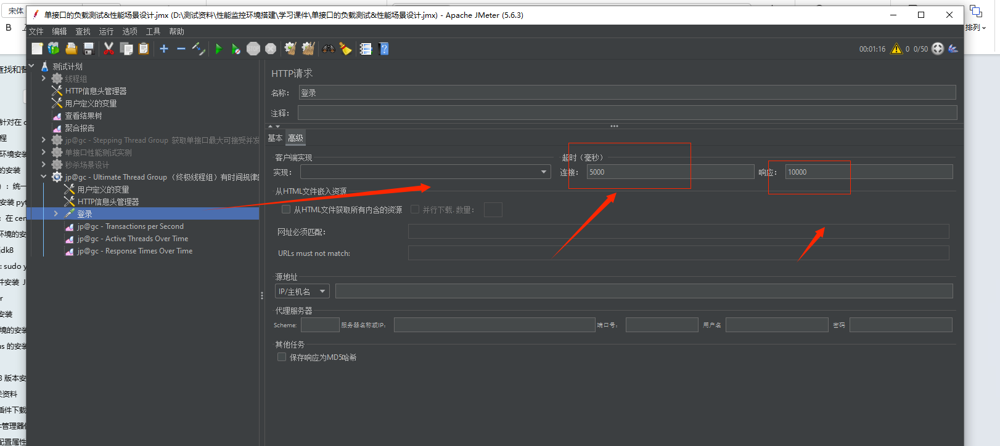 宋体
单接口的负载测试&性能场景设计.jmx (D:\测试资料\性能监控环境搭建\学习课件\单接口的负载测试&性能场景设计.jmx) - Apache JMeter (5.6.3)
B
排列
文件 编辑 查找 运行 选项 工具 帮助
STOP
00:01:16 0 0/50
测试计划
线程组
HTTP信息头管理器
用户定义的变量
查看结果树
聚合报告
jp@gc - Stepping Thread Group 获取单接口最大可接受并发
单接口性能测试实测
秒杀场景设计
jp@gc - Ultimate Thread Group （终极线程组）有时间规律的
用户定义的变量
HTTP信息头管理器
登录
jp@gc - Transactions per Second
jp@gc - Active Threads Over Time
jp@gc - Response Times Over Time
HTTP请求
名称： 登录
注释：
基本 高级
客户端实现 超时（毫秒）
实现： 连接： 5000 响应： 10000
从HTML文件嵌入资源
从HTML文件获取所有内含的资源 并行下载. 数量：
网址必须匹配：
URLs must not match:
源地址
IP/主机名
代理服务器
Scheme: 服务器名称或IP： 端口号： 用户名 密码
其他任务
保存响应为MD5哈希
查找和替
针对在
程
环境安装
的安装
）：统一
安装 pyt
：在 cen
环境的安
jdk8
: sudo y
并安装 J
er
安装
境的安装
us 的安装
3 版本安
关资料
插件下载
管理器
配置属性